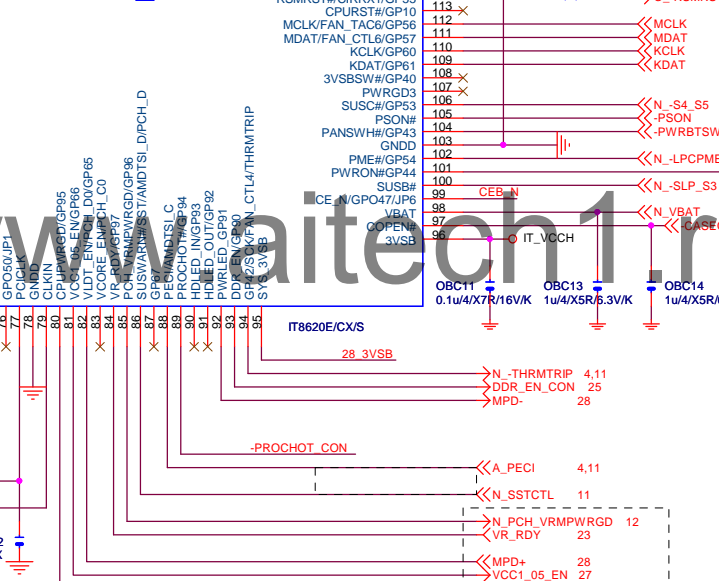 CPURST#/GP10 113
MCLK/FAN_TAC6/GP56 112 MCLK
MDAT/FAN_CTL6/GP57 111 MDAT
KCLK/GP60 110 KCLK
KDAT/GP61 109 KDAT
3VSBSW#/GP40 108
PWRGD3 107
SUSC#/GP53 106 N_-S4_S5
PSON# 105 -PSON
PANSWH#/GP43 104 -PWRBTSW
GNDD 103
PME#/GP54 102 N_-LPCPME
PWRON#GP44 101
SUSB# 100 N_-SLP_S3
CE_N/GPO47/JP6 99 CEB_N
VBAT 98 N_VBAT
COPEN# 97 -CASEO
3VSB 96 IT_VCCH
www.aitech1.r
GPO50/JP1 76
PCICLK 77
GNDD 78
CLKIN 79
CPUPWRGD/GP95 80
VCC1_05_EN/GP66 81
VLDT_EN/PCH_D0/GP65 82
VCORE_EN/PCH_C0 83
VR_RDY/GP97 84
PCH_VRMPWRGD/GP96 85
SUSWARN#/SST/AMDTSI_D/PCH_D 86
87
PECI/AMDTSI_C 88
PROCHOT#/GP94 89
HDLED_IN/GP93 90
HDLED_OUT/GP92 91
PWRLED_GP91 92
DDR_EN/GP90 93
GP42/SCK/FAN_CTL4/THRMTRIP 94
SYS_3VSB 95
OBC11
0.1u/4/X7R/16V/K
OBC13
1u/4/X5R/6.3V/K
OBC14
1u/4/X5R/
IT8620E/CX/S
28_3VSB
N_-THRMTRIP 4,11
DDR_EN_CON 25
MPD- 28
-PROCHOT_CON
A_PECI 4,11
N_SSTCTL 11
N_PCH_VRMPWRGD 12
VR_RDY 23
MPD+ 28
VCC1_05_EN 27